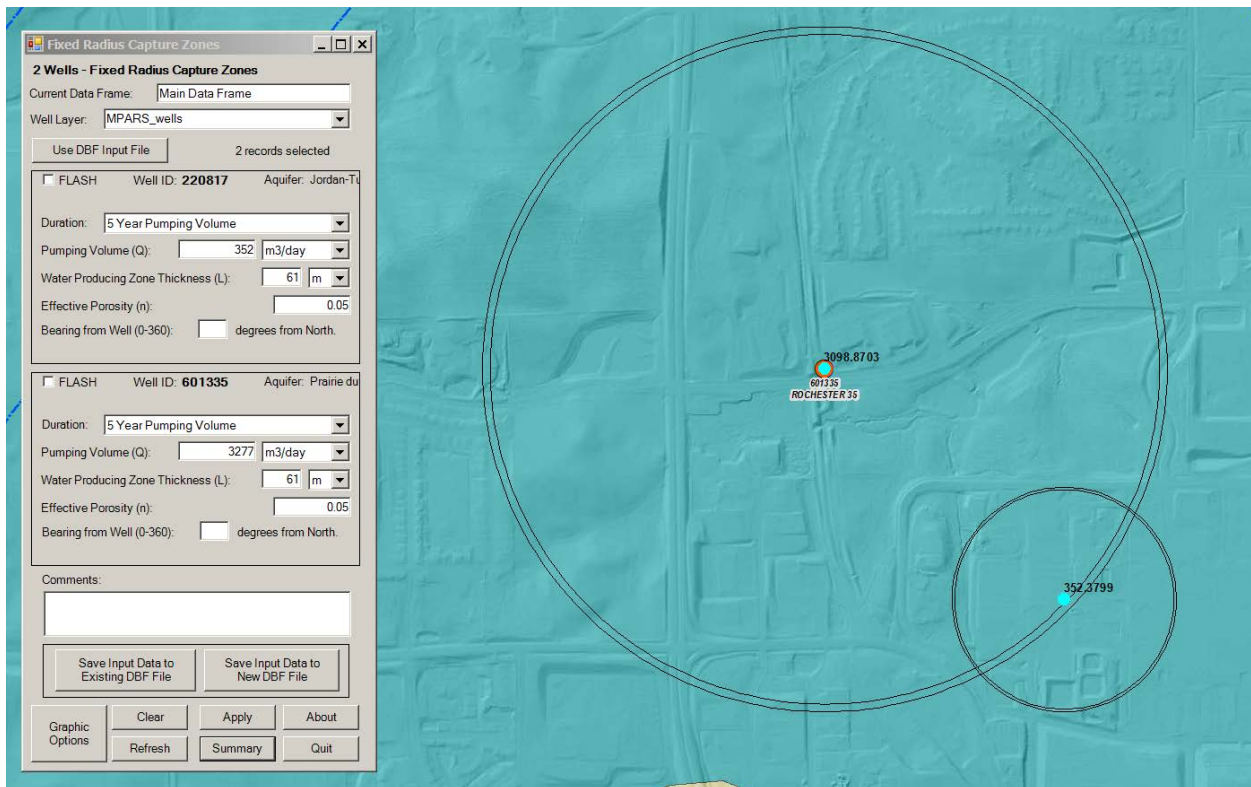 Fixed Radius Capture Zones
2 Wells - Fixed Radius Capture Zones
Current Data Frame: Main Data Frame
Well Layer: MPARS_wells
Use DBF Input File 2 records selected
FLASH Well ID: 220817 Aquifer: Jordan-Tu
Duration: 5 Year Pumping Volume
Pumping Volume (Q): 352 m3/day
Water Producing Zone Thickness (L): 61 m
Effective Porosity (n): 0.05
Bearing from Well (0-360): degrees from North.
FLASH Well ID: 601335 Aquifer: Prairie du
Duration: 5 Year Pumping Volume
Pumping Volume (Q): 3277 m3/day
Water Producing Zone Thickness (L): 61 m
Effective Porosity (n): 0.05
Bearing from Well (0-360): degrees from North.
Comments:
Save Input Data to
Existing DBF File
Save Input Data to
New DBF File
Graphic
Options
Clear Apply About
Refresh Summary Quit
3098.8703
601335
ROCHESTER 35
352.3799